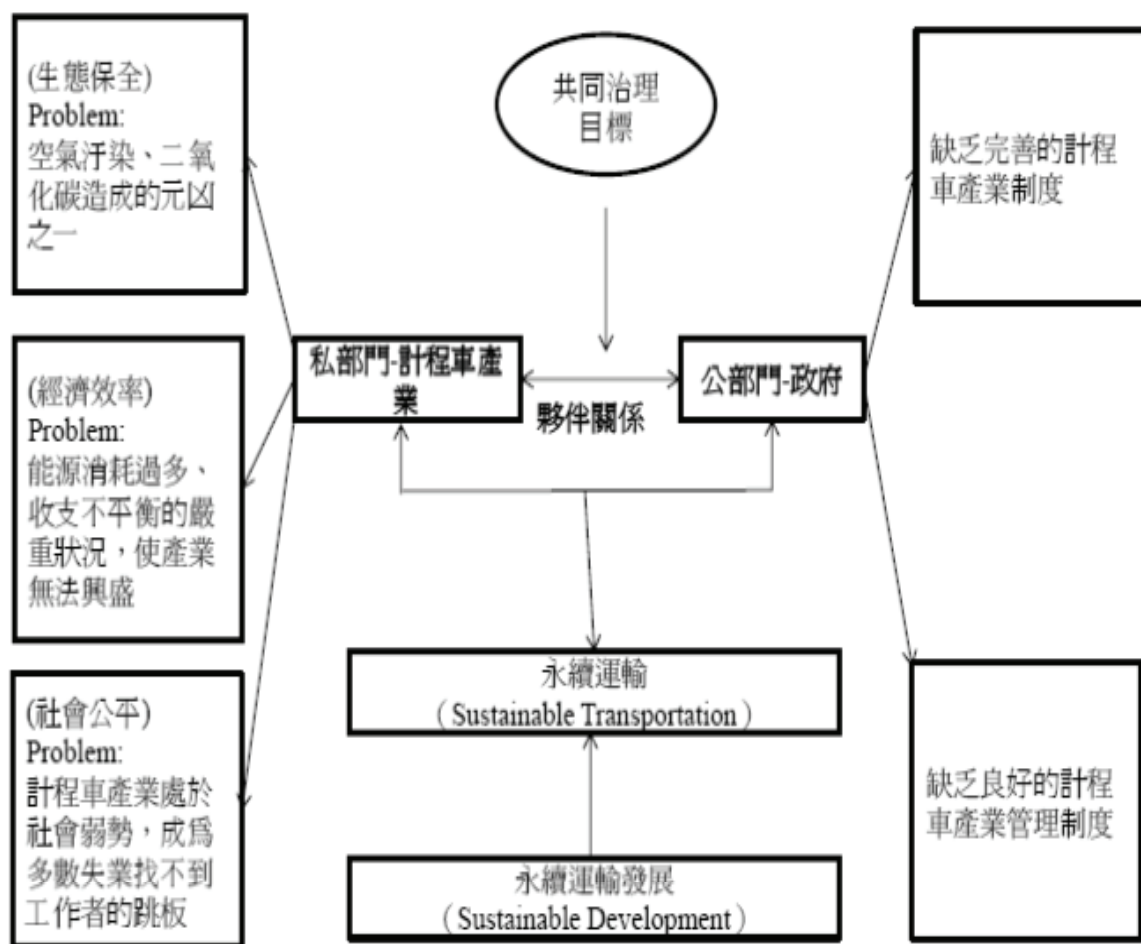 (生態保全)
Problem:
空氣汙染、二氧
化碳造成的元凶
之一
共同治理
目標
缺乏完善的計程
車產業制度
(經濟效率)
Problem:
能源消耗過多、
收支不平衡的嚴
重狀況，使產業
無法興盛
私部門-計程車產
業
夥伴關係
公部門-政府
(社會公平)
Problem:
計程車產業處於
社會弱勢，成為
多數失業找不到
工作者的跳板
永續運輸
（Sustainable Transportation）
永續運輸發展
（Sustainable Development）
缺乏良好的計程
車產業管理制度